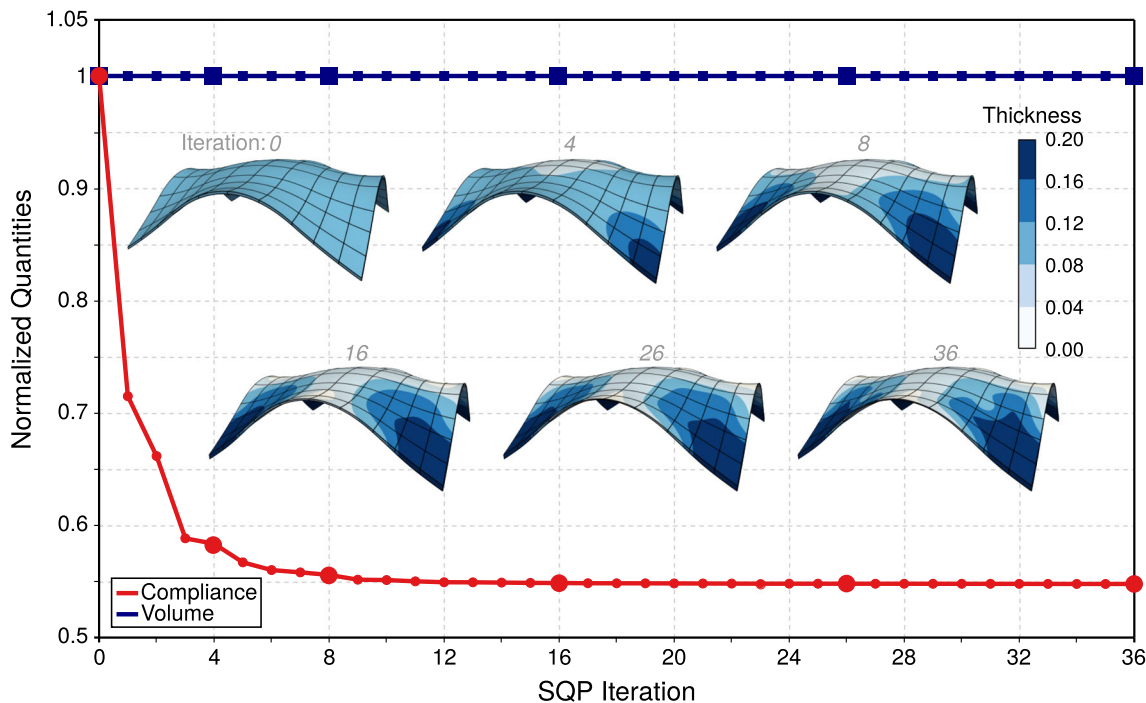 1.05
1
0.9
0.8
0.7
0.6
0.5
Normalized Quantities
Iteration: 0
4
8
16
26
36
Thickness
0.20
0.16
0.12
0.08
0.04
0.00
Compliance
Volume
0 4 8 12 16 20 24 28 32 36
SQP Iteration